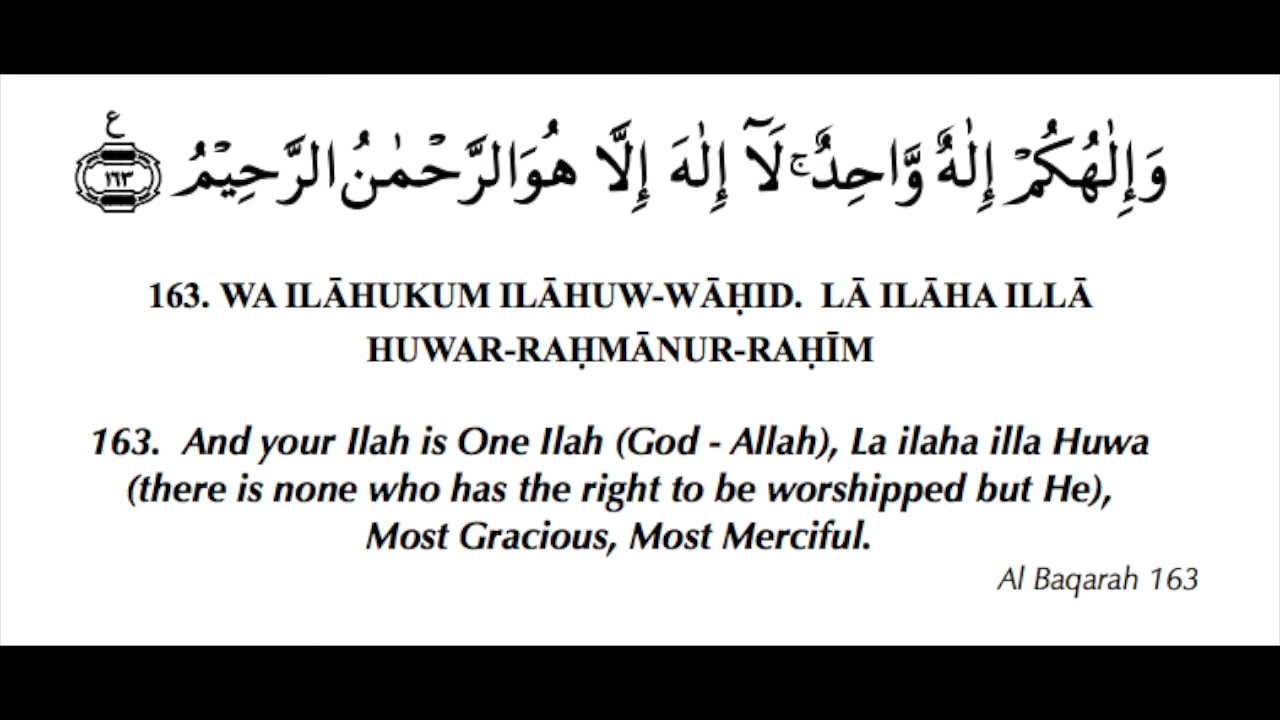 وَإِلٰهُكُمْ إِلٰهٌ وَّاحِدٌ ۚ لَآ إِلٰهَ إِلَّا هُوَالرَّحْمٰنُ الرَّحِيْمُ ع ١٦٣
163. WA ILĀHUKUM ILĀHUW-WĀḤID. LĀ ILĀHA ILLĀ
HUWAR-RAḤMĀNUR-RAḤĪM
163. And your Ilah is One Ilah (God - Allah), La ilaha illa Huwa
(there is none who has the right to be worshipped but He),
Most Gracious, Most Merciful.
Al Baqarah 163